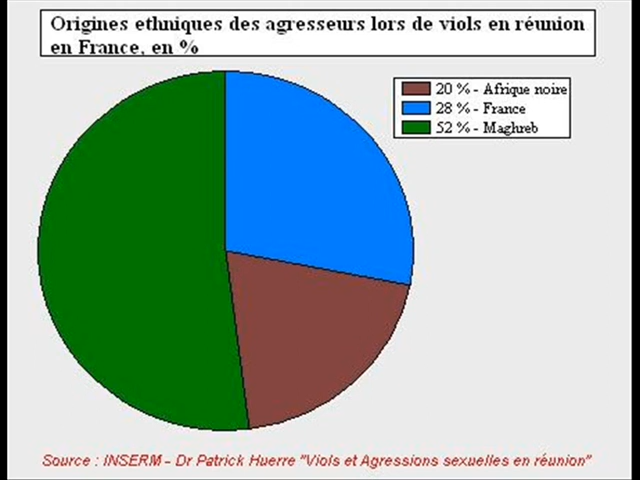 Origines ethniques des agresseurs lors de viols en réunion
en France, en %
20 % - Afrique noire
28 % - France
52 % - Maghreb
Source : INSERM - Dr Patrick Huerre "Viols et Agressions sexuelles en réunion"